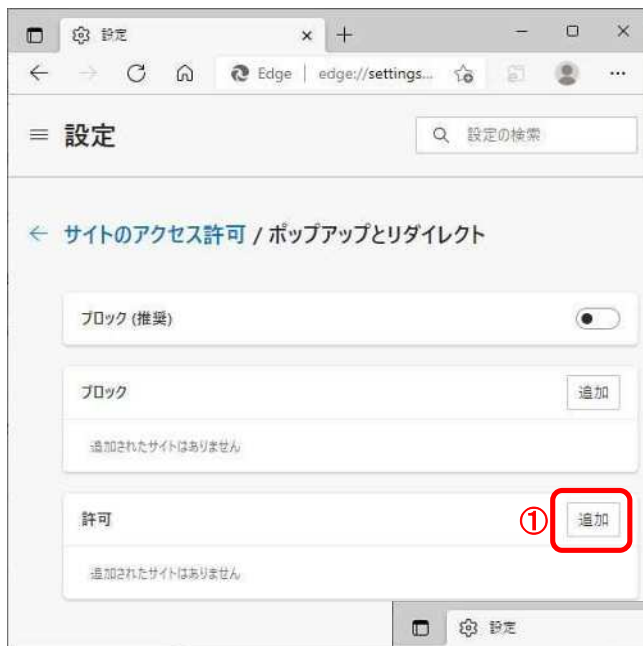 設定
Edge | edge://settings...
設定
設定の検索
サイトのアクセス許可 / ポップアップとリダイレクト
ブロック (推奨)
ブロック
追加
追加されたサイトはありません
許可
① 追加
追加されたサイトはありません
設定